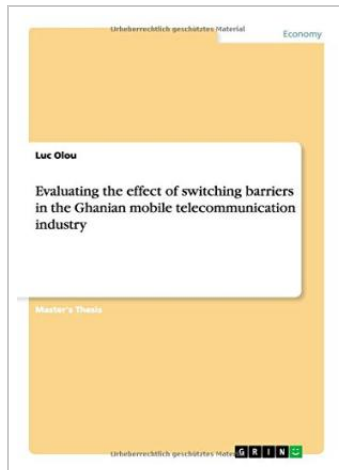 Urheberrechtlich geschütztes Material
Economy
Luc Olou
Evaluating the effect of switching barriers
in the Ghanian mobile telecommunication
industry
Master's Thesis
Urheberrechtlich geschütztes Mater
GRIN